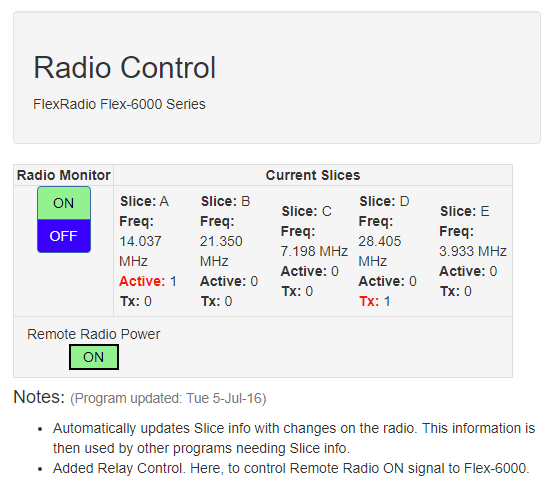 Radio Control
FlexRadio Flex-6000 Series
Radio Monitor
Current Slices
ON
OFF
Slice: A
Freq:
14.037
MHz
Active: 1
Tx: 0
Slice: B
Freq:
21.350
MHz
Active: 0
Tx: 0
Slice: C
Freq:
7.198 MHz
Active: 0
Tx: 0
Slice: D
Freq:
28.405
MHz
Active: 0
Tx: 1
Slice: E
Freq:
3.933 MHz
Active: 0
Tx: 0
Remote Radio Power
ON
Notes: (Program updated: Tue 5-Jul-16)
• Automatically updates Slice info with changes on the radio. This information is
then used by other programs needing Slice info.
• Added Relay Control. Here, to control Remote Radio ON signal to Flex-6000.